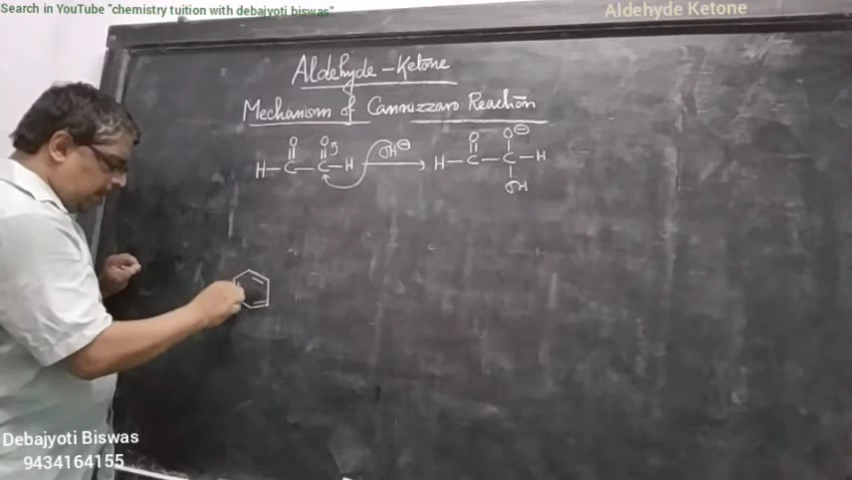 Search in YouTube "chemistry tuition with debajyoti biswas"
Aldehyde Ketone
Aldehyde-Ketone
Mechanism of Cannizzaro Reaction
O O OH⊖ O O⊖
H-C-C-H → H-C-C-H
OH
Debajyoti Biswas
9434164155